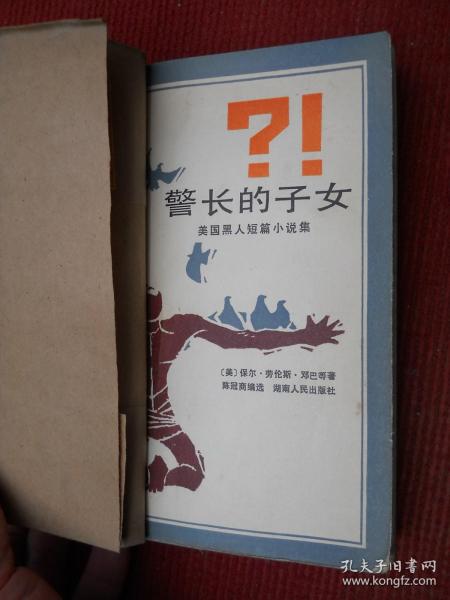 ?!
警长的子女
美国黑人短篇小说集
〔美〕保尔·劳伦斯·邓巴等著
陈冠商编选 湖南人民出版社
孔夫子旧书网
www.kongfz.com